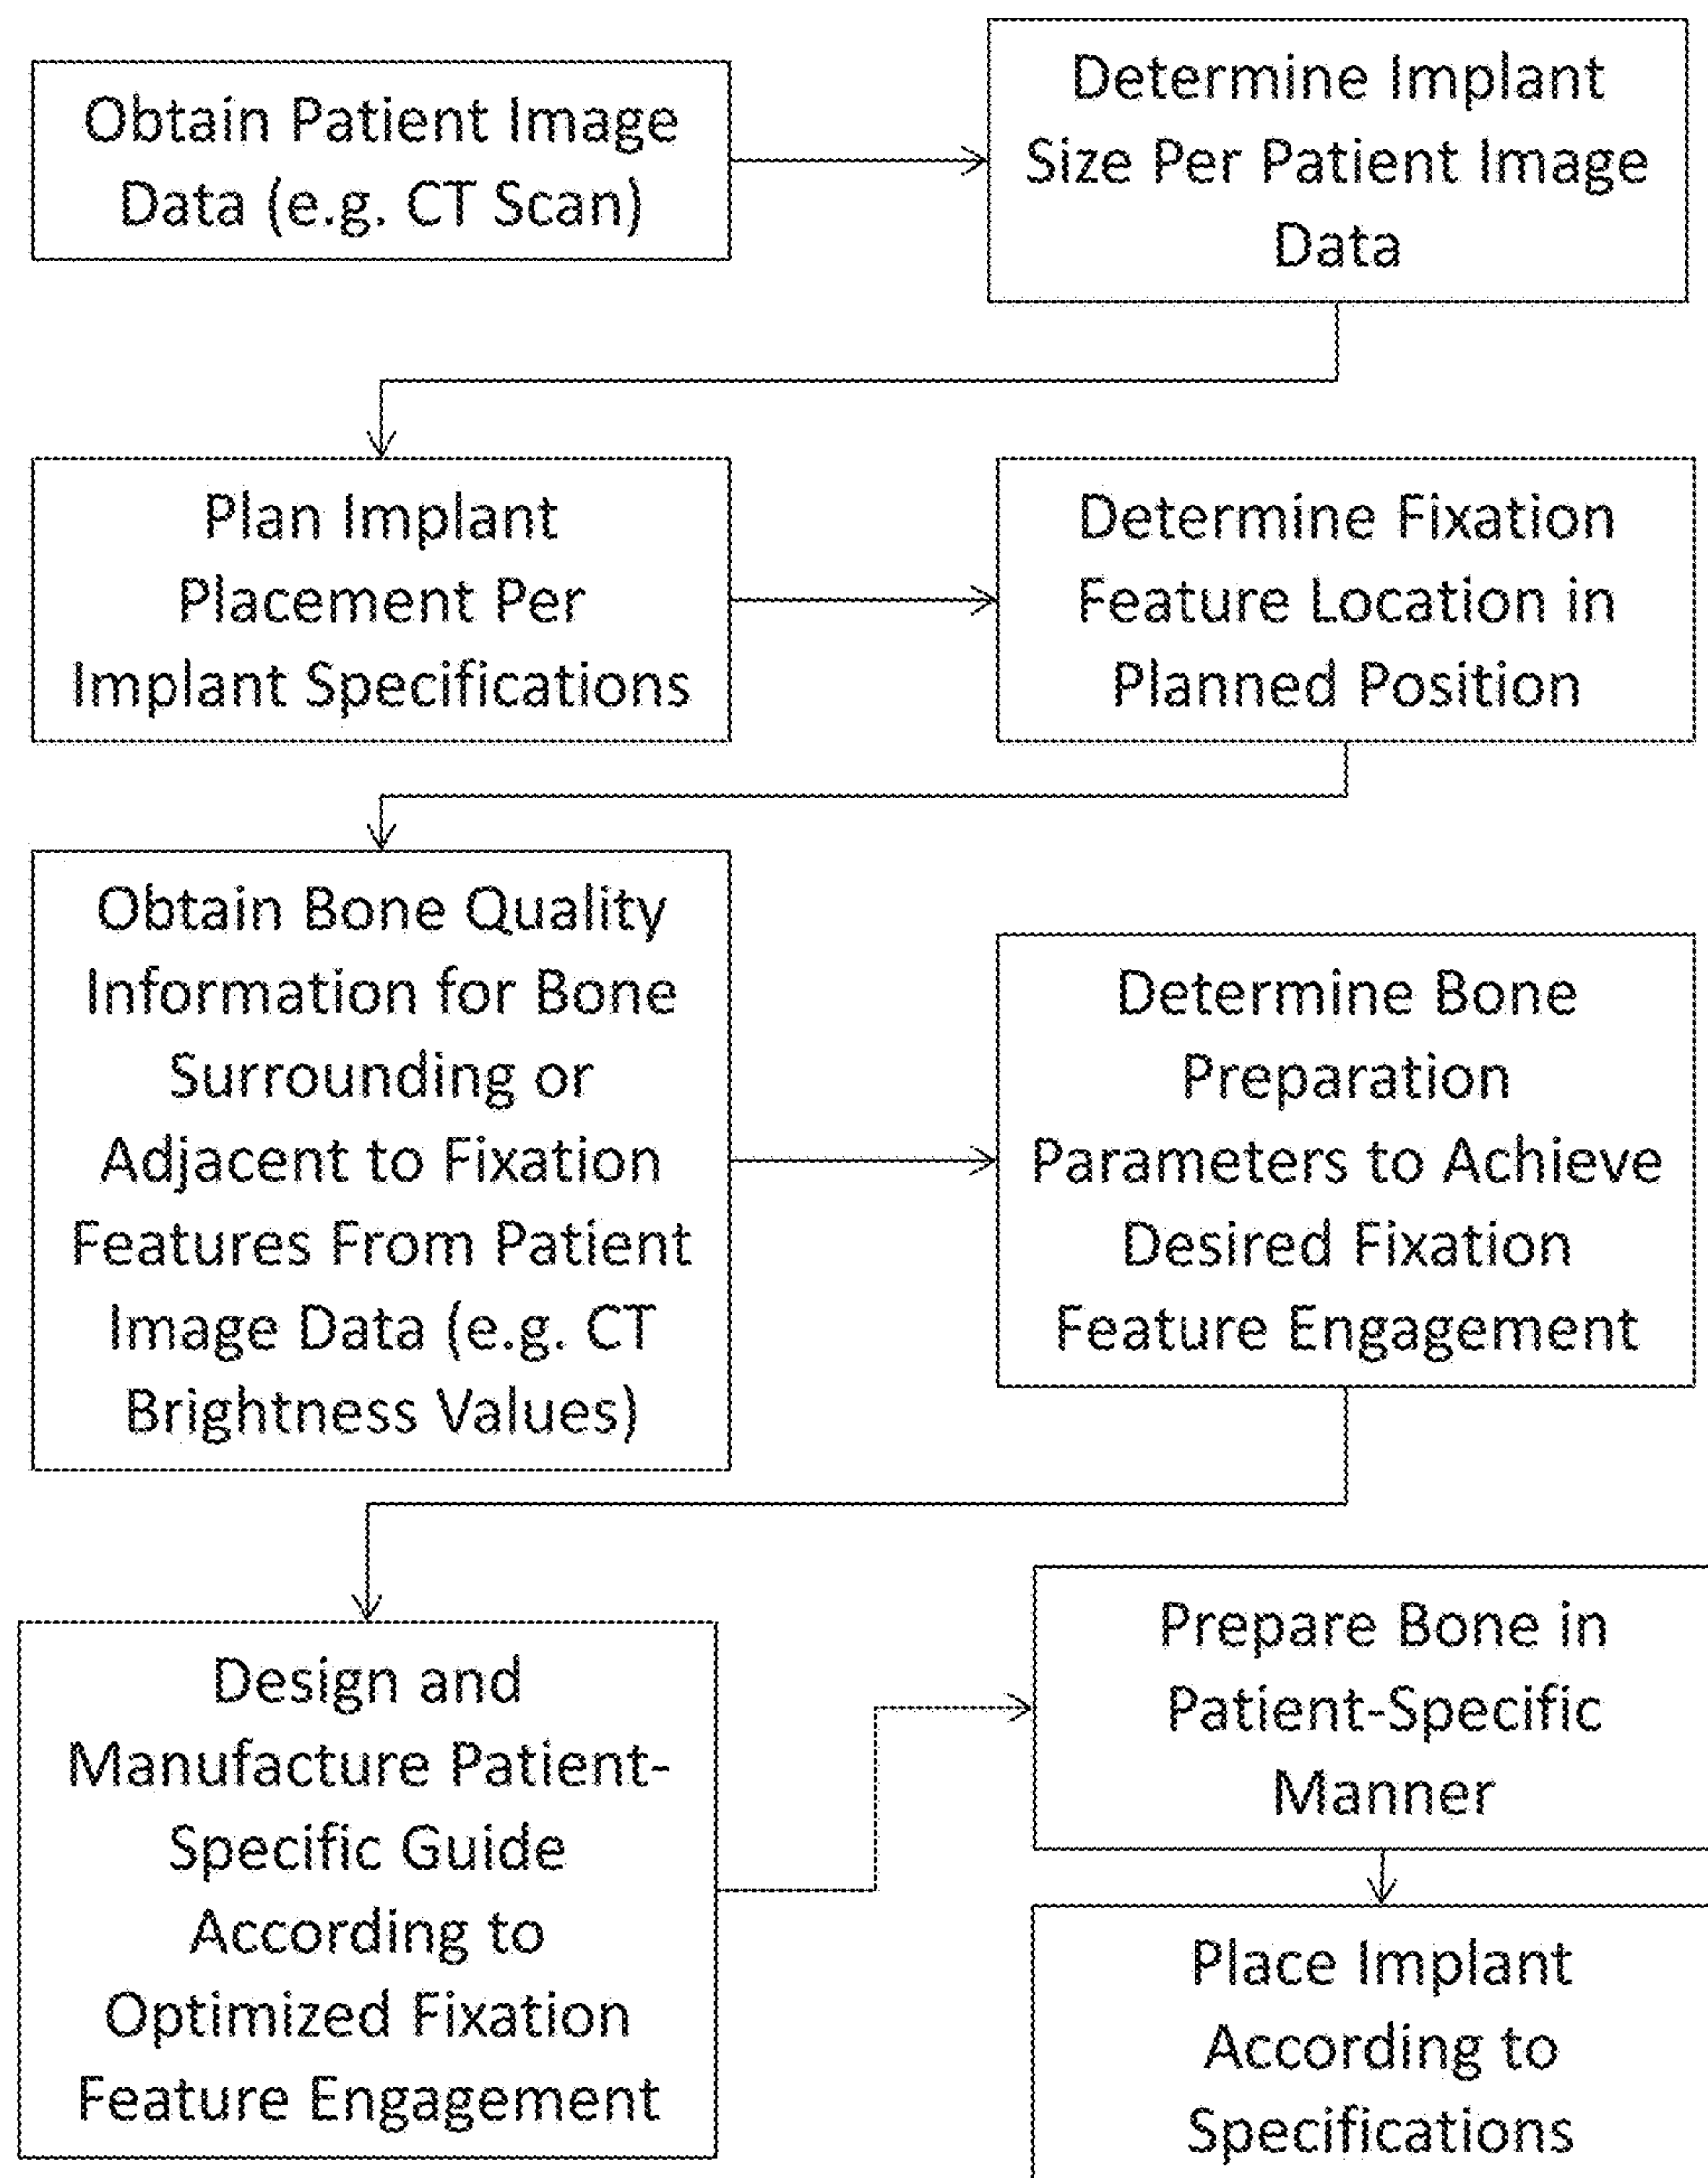 Obtain Patient Image
Data (e.g. CT Scan)
Determine Implant
Size Per Patient Image
Data
Plan Implant
Placement Per
Implant Specifications
Determine Fixation
Feature Location in
Planned Position
Obtain Bone Quality
Information for Bone
Surrounding or
Adjacent to Fixation
Features From Patient
Image Data (e.g. CT
Brightness Values)
Determine Bone
Preparation
Parameters to Achieve
Desired Fixation
Feature Engagement
Design and
Manufacture Patient-
Specific Guide
According to
Optimized Fixation
Feature Engagement
Prepare Bone in
Patient-Specific
Manner
Place Implant
According to
Specifications